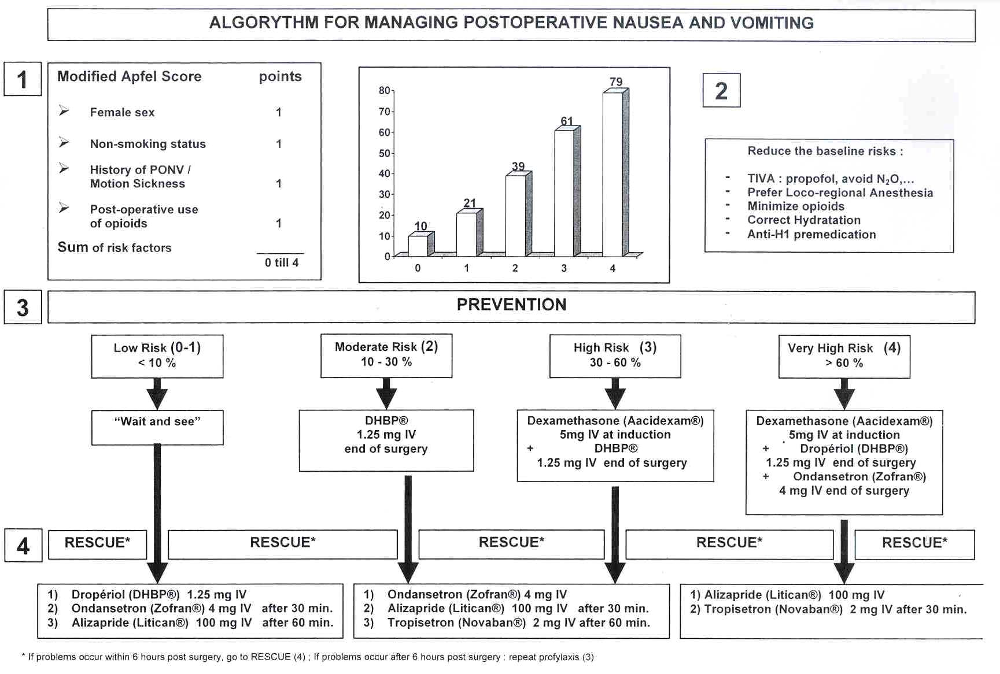 ALGORYTHM FOR MANAGING POSTOPERATIVE NAUSEA AND VOMITING
1
Modified Apfel Score points
➢ Female sex 1
➢ Non-smoking status 1
➢ History of PONV /
Motion Sickness 1
➢ Post-operative use
of opioids 1
Sum of risk factors
0 till 4
80
70
60
50
40
30
20
10
0
10
21
39
61
79
0 1 2 3 4
2
Reduce the baseline risks :
- TIVA : propofol, avoid N₂O,...
- Prefer Loco-regional Anesthesia
- Minimize opioids
- Correct Hydratation
- Anti-H1 premedication
3
PREVENTION
Low Risk (0-1)
< 10 %
Moderate Risk (2)
10 - 30 %
High Risk (3)
30 - 60 %
Very High Risk (4)
> 60 %
“Wait and see”
DHBP®
1.25 mg IV
end of surgery
Dexamethasone (Aacidexam®)
5mg IV at induction
+ DHBP®
1.25 mg IV end of surgery
Dexamethasone (Aacidexam®)
5mg IV at induction
+ Dropériol (DHBP®)
1.25 mg IV end of surgery
+ Ondansetron (Zofran®)
4 mg IV end of surgery
4
RESCUE* RESCUE* RESCUE* RESCUE* RESCUE*
1) Dropériol (DHBP®) 1.25 mg IV
2) Ondansetron (Zofran®) 4 mg IV after 30 min.
3) Alizapride (Litican®) 100 mg IV after 60 min.
1) Ondansetron (Zofran®) 4 mg IV
2) Alizapride (Litican®) 100 mg IV after 30 min.
3) Tropisetron (Novaban®) 2 mg IV after 60 min.
1) Alizapride (Litican®) 100 mg IV
2) Tropisetron (Novaban®) 2 mg IV after 30 min.
* If problems occur within 6 hours post surgery, go to RESCUE (4) ; If problems occur after 6 hours post surgery : repeat profylaxis (3)